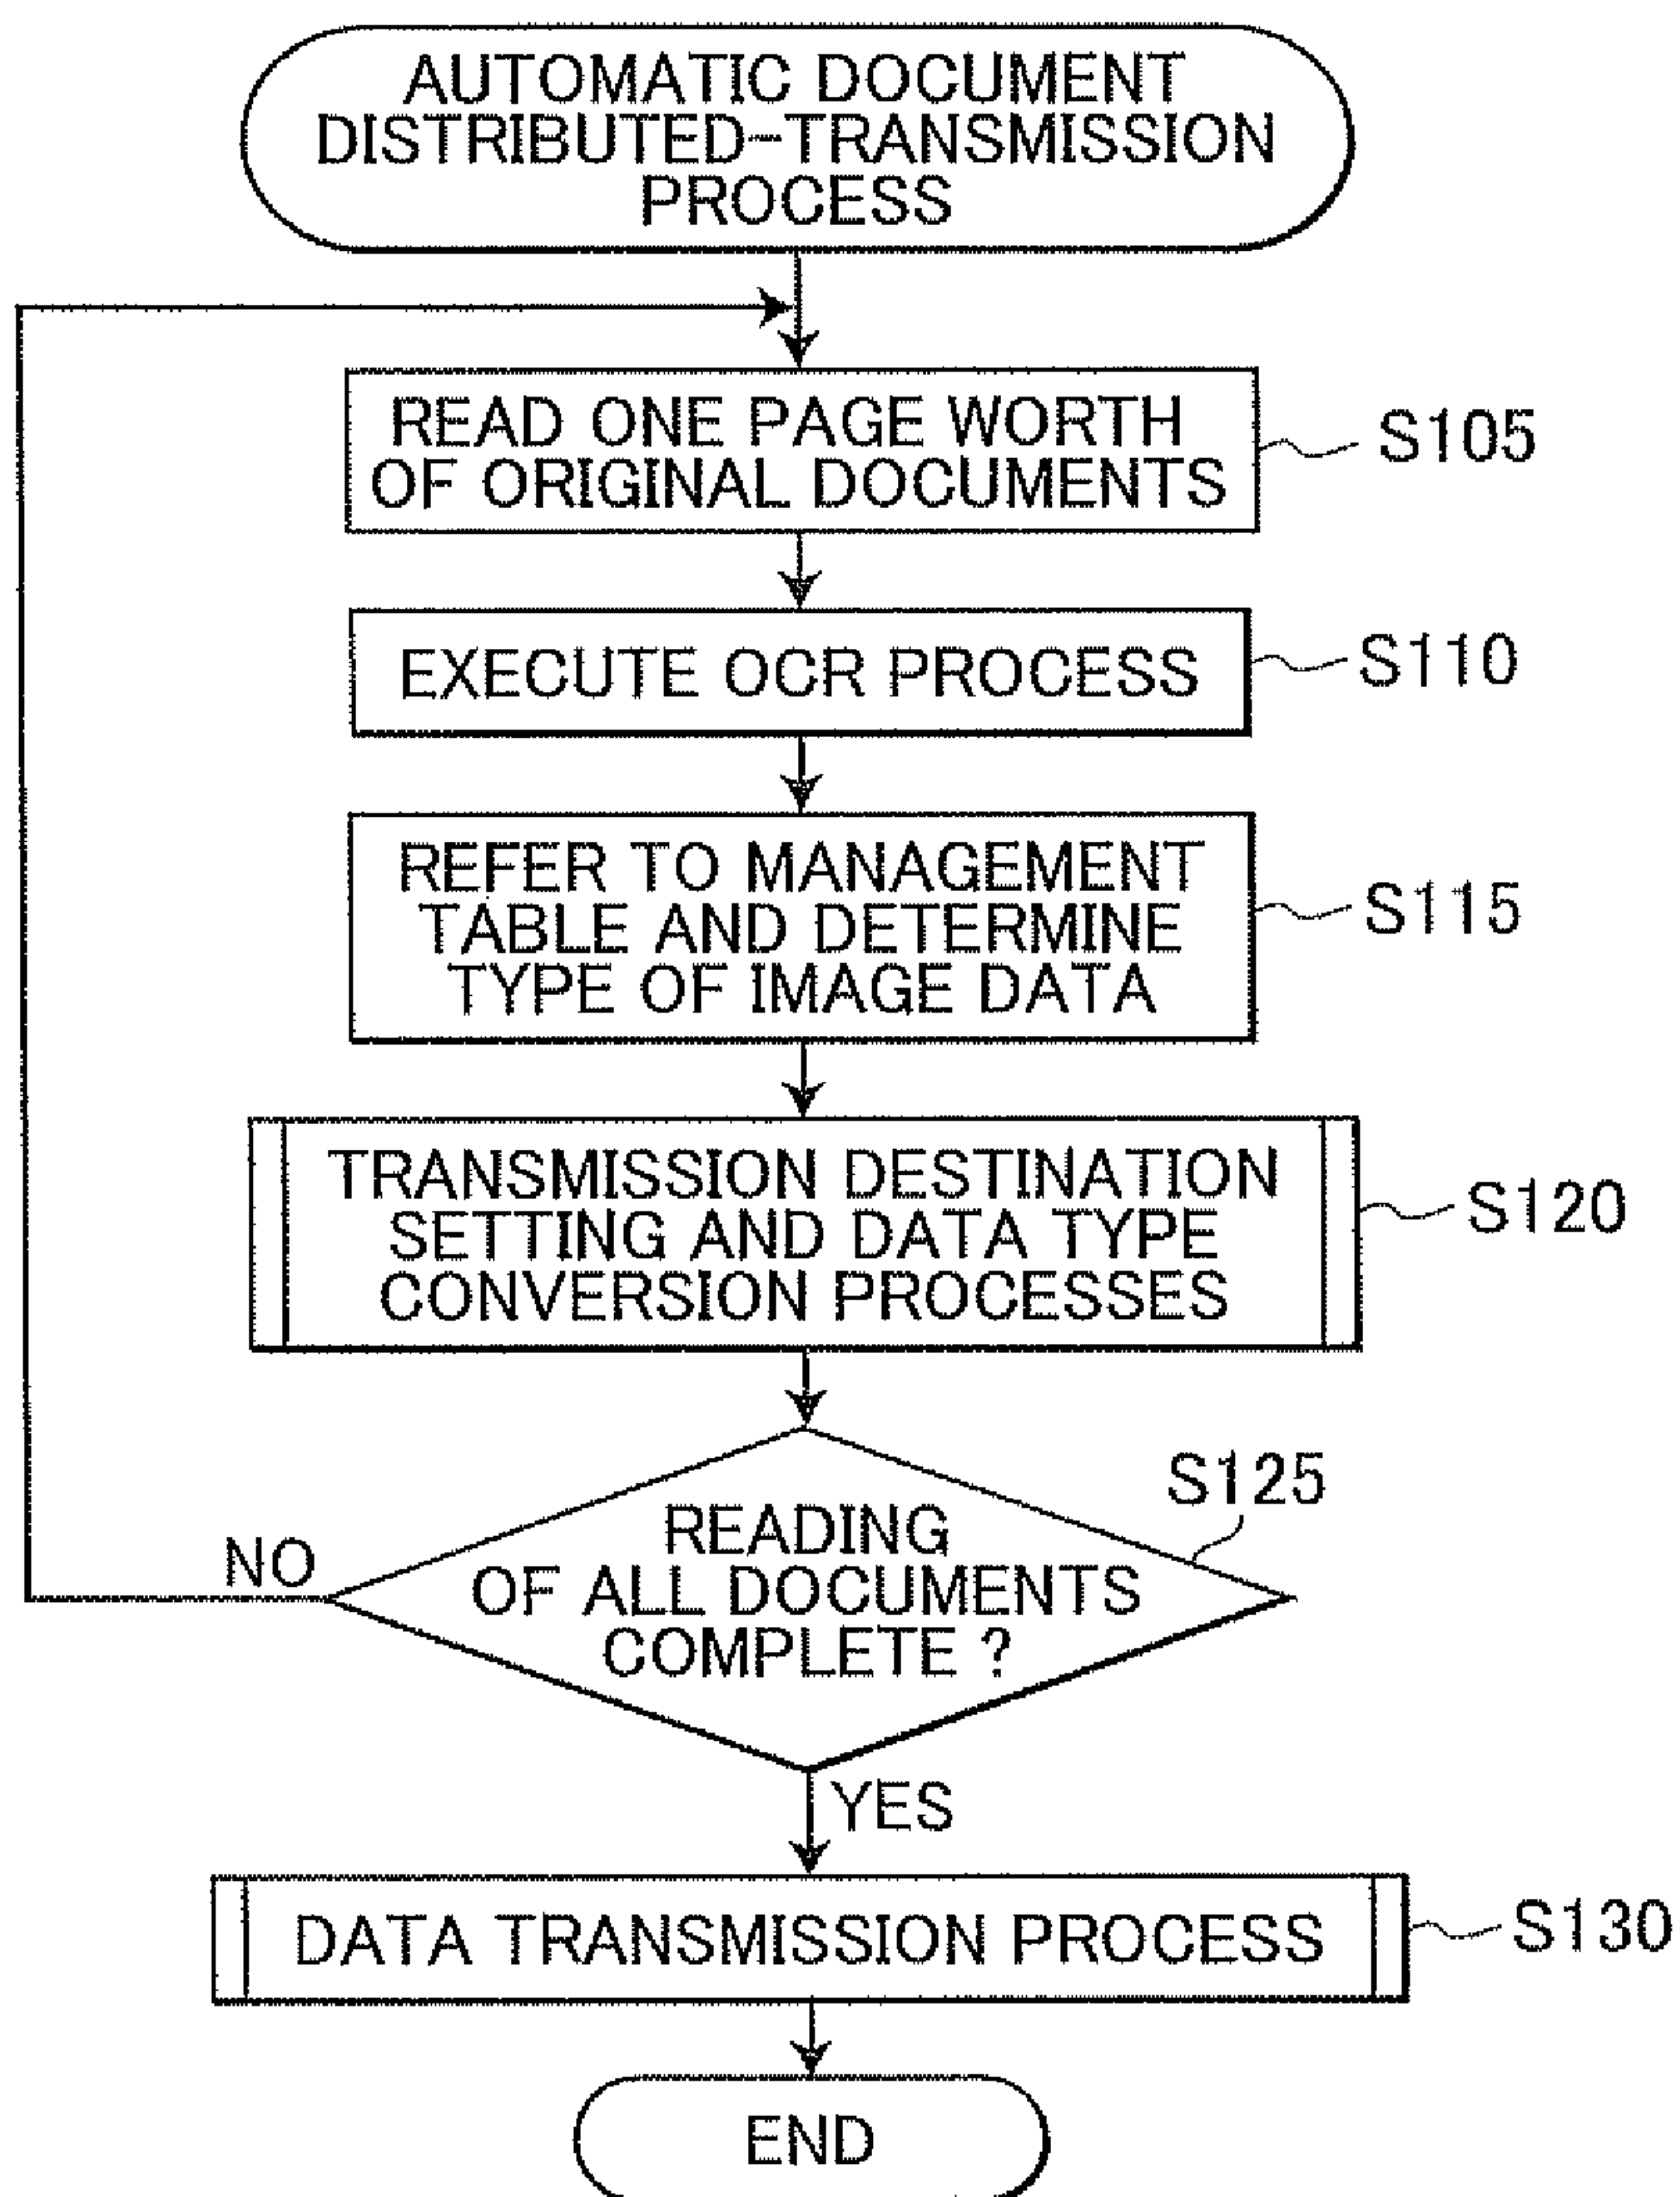 AUTOMATIC DOCUMENT
DISTRIBUTED-TRANSMISSION
PROCESS
READ ONE PAGE WORTH
OF ORIGINAL DOCUMENTS
S105
EXECUTE OCR PROCESS
S110
REFER TO MANAGEMENT
TABLE AND DETERMINE
TYPE OF IMAGE DATA
S115
TRANSMISSION DESTINATION
SETTING AND DATA TYPE
CONVERSION PROCESSES
S120
S125
READING
OF ALL DOCUMENTS
COMPLETE ?
NO
YES
DATA TRANSMISSION PROCESS
S130
END